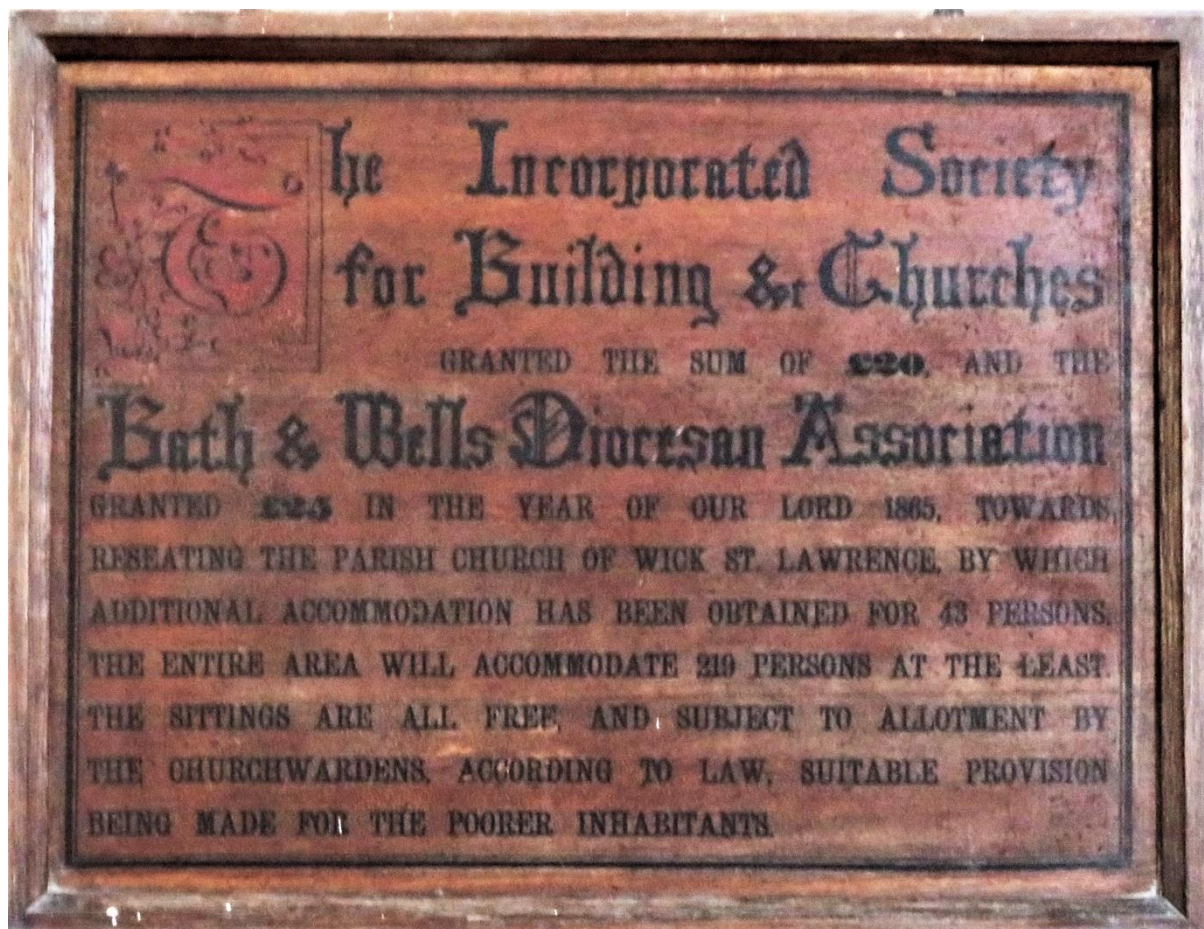 The Incorporated Society
for Building &c Churches
GRANTED THE SUM OF £20, AND THE
Bath & Wells Diocesan Association
GRANTED £25 IN THE YEAR OF OUR LORD 1865, TOWARDS,
RESEATING THE PARISH CHURCH OF WICK ST. LAWRENCE, BY WHICH
ADDITIONAL ACCOMMODATION HAS BEEN OBTAINED FOR 43 PERSONS.
THE ENTIRE AREA WILL ACCOMMODATE 219 PERSONS AT THE LEAST.
THE SITTINGS ARE ALL FREE, AND SUBJECT TO ALLOTMENT BY
THE CHURCHWARDENS, ACCORDING TO LAW, SUITABLE PROVISION
BEING MADE FOR THE POORER INHABITANTS.